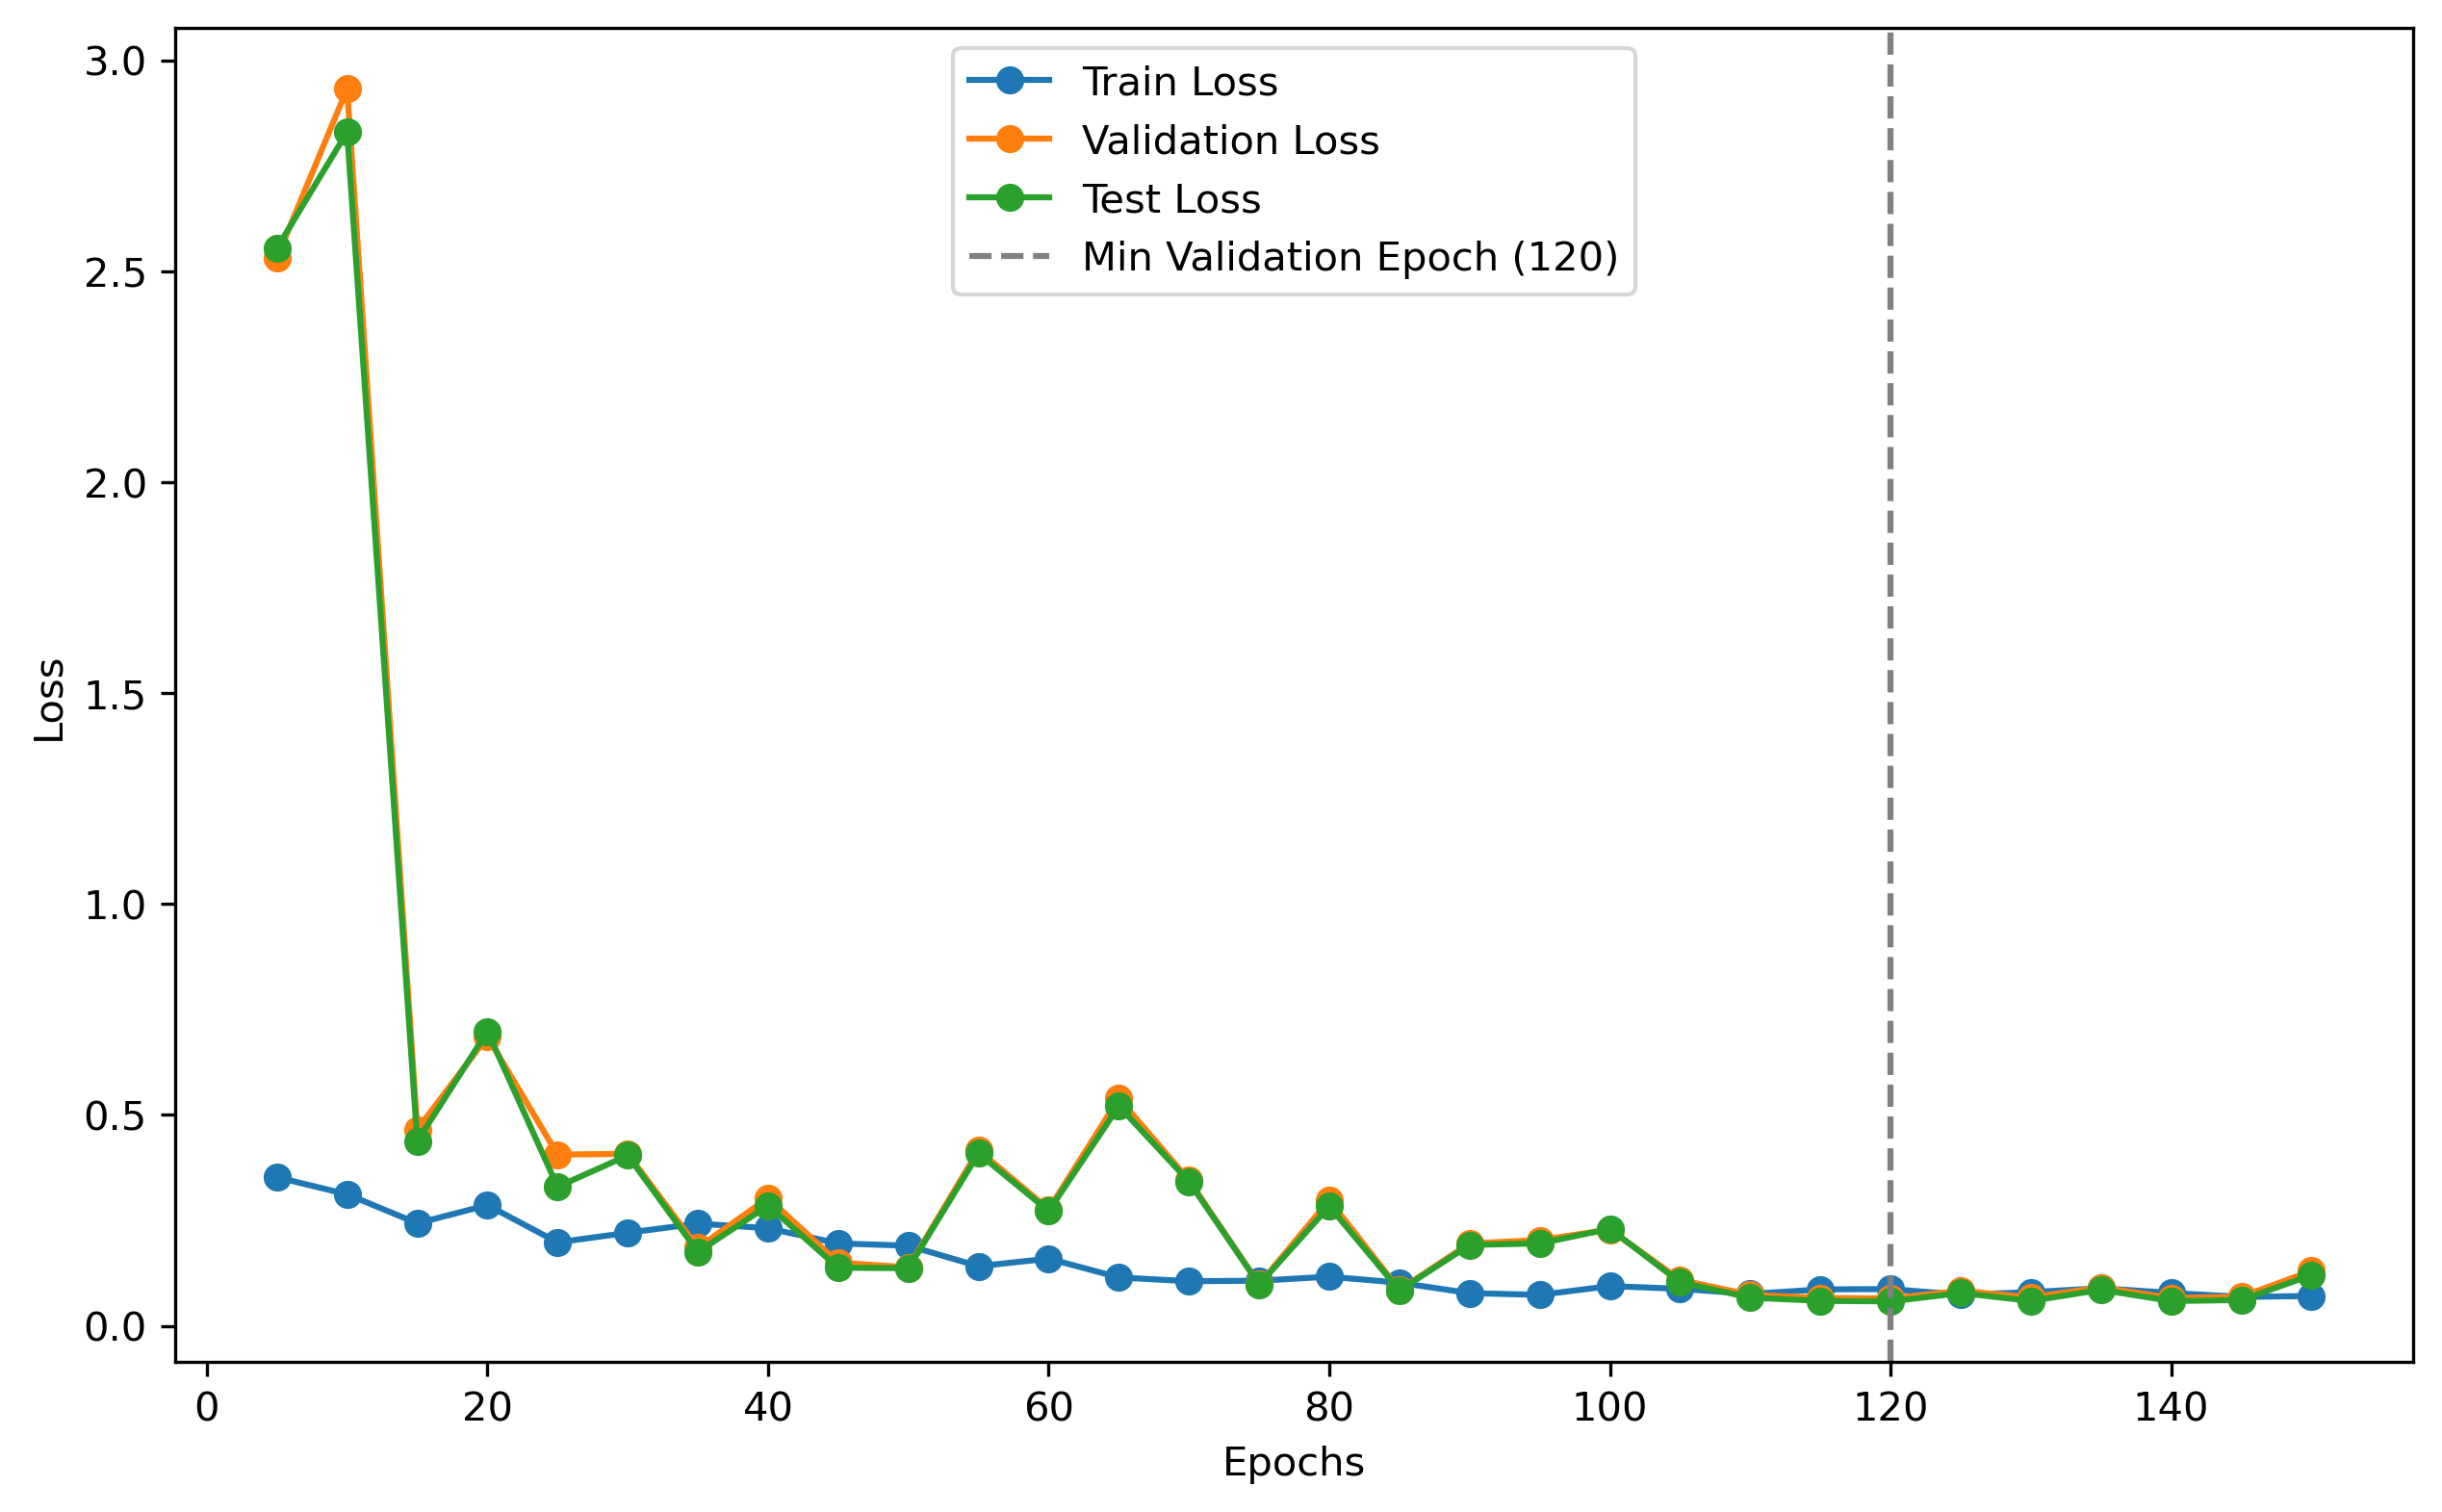 3.0
2.5
2.0
1.5
1.0
0.5
0.0
Loss
Train Loss
Validation Loss
Test Loss
Min Validation Epoch (120)
0 20 40 60 80 100 120 140
Epochs